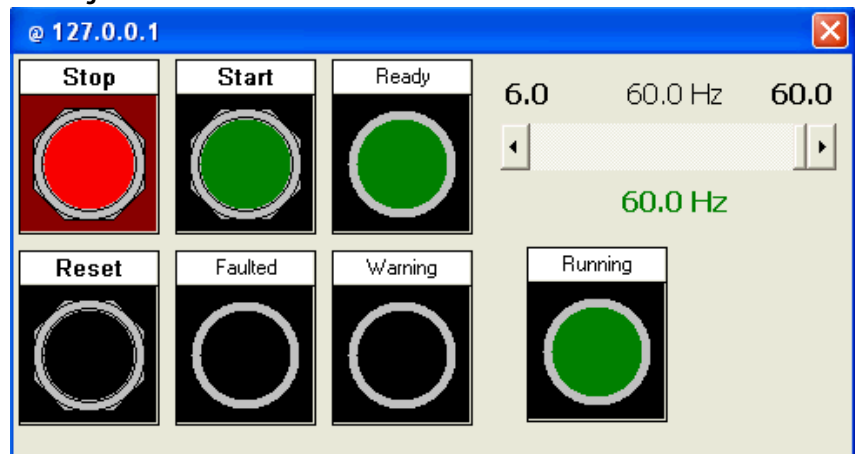 @ 127.0.0.1
Stop Start Ready
6.0 60.0 Hz 60.0
60.0 Hz
Reset Faulted Warning Running